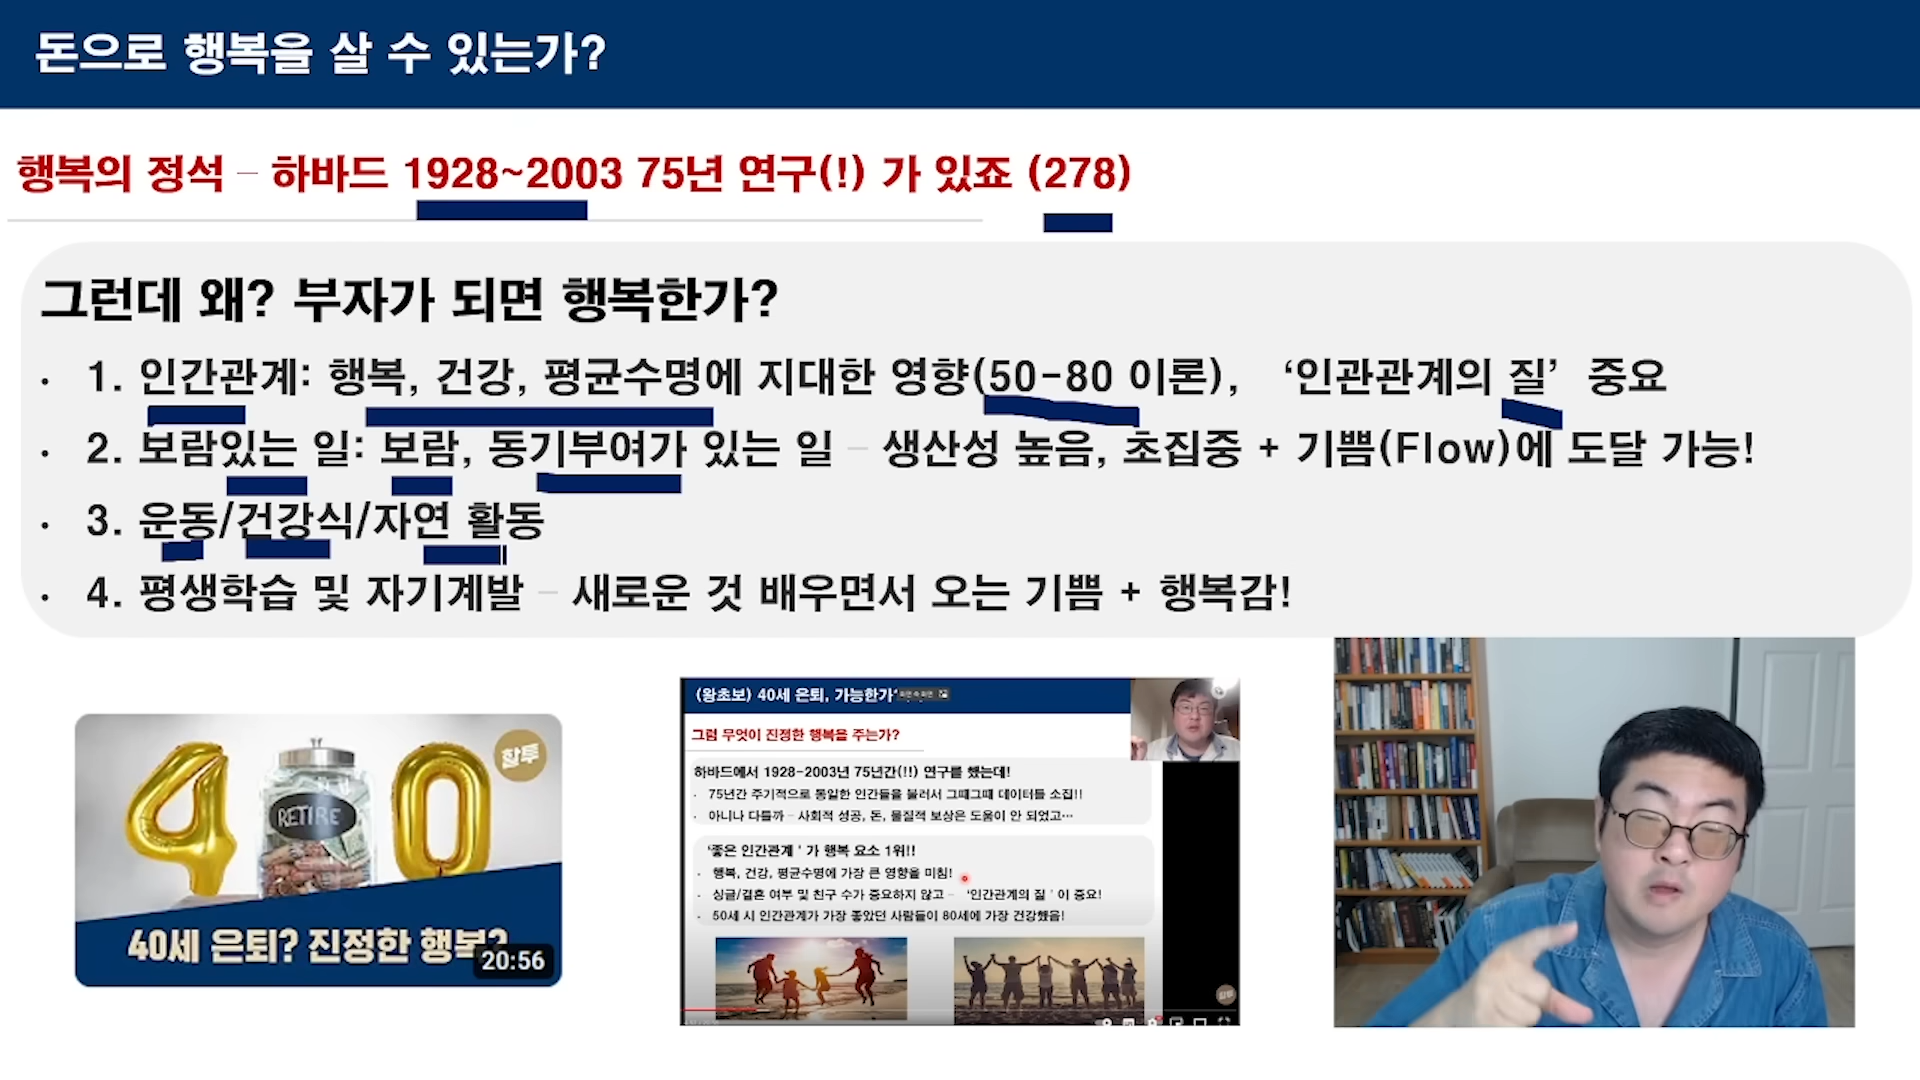 돈으로 행복을 살 수 있는가?
행복의 정석 – 하바드 1928~2003 75년 연구(!) 가 있죠 (278)
그런데 왜? 부자가 되면 행복한가?
• 1. 인간관계: 행복, 건강, 평균수명에 지대한 영향(50-80 이론), ‘인관관계의 질’ 중요
• 2. 보람있는 일: 보람, 동기부여가 있는 일 – 생산성 높음, 초집중 + 기쁨(Flow)에 도달 가능!
• 3. 운동/건강식/자연 활동
• 4. 평생학습 및 자기계발 – 새로운 것 배우면서 오는 기쁨 + 행복감!
40
RETIRE
할투
40세 은퇴? 진정한 행복?
20:56
(왕초보) 40세 은퇴, 가능한가
그럼 무엇이 진정한 행복을 주는가?
하바드에서 1928-2003년 75년간(!!) 연구를 했는데!
• 75년간 주기적으로 동일한 인간들을 불러서 그때그때 데이터를 소집!!
• 아니나 다를까 – 사회적 성공, 돈, 물질적 보상은 도움이 안 되었고…
‘좋은 인간관계’가 행복 요소 1위!!
• 행복, 건강, 평균수명에 가장 큰 영향을 미침!
• 싱글/결혼 여부 및 친구 수가 중요하지 않고 – ‘인간관계의 질’이 중요!
• 50세 시 인간관계가 가장 좋았던 사람들이 80세에 가장 건강했음!